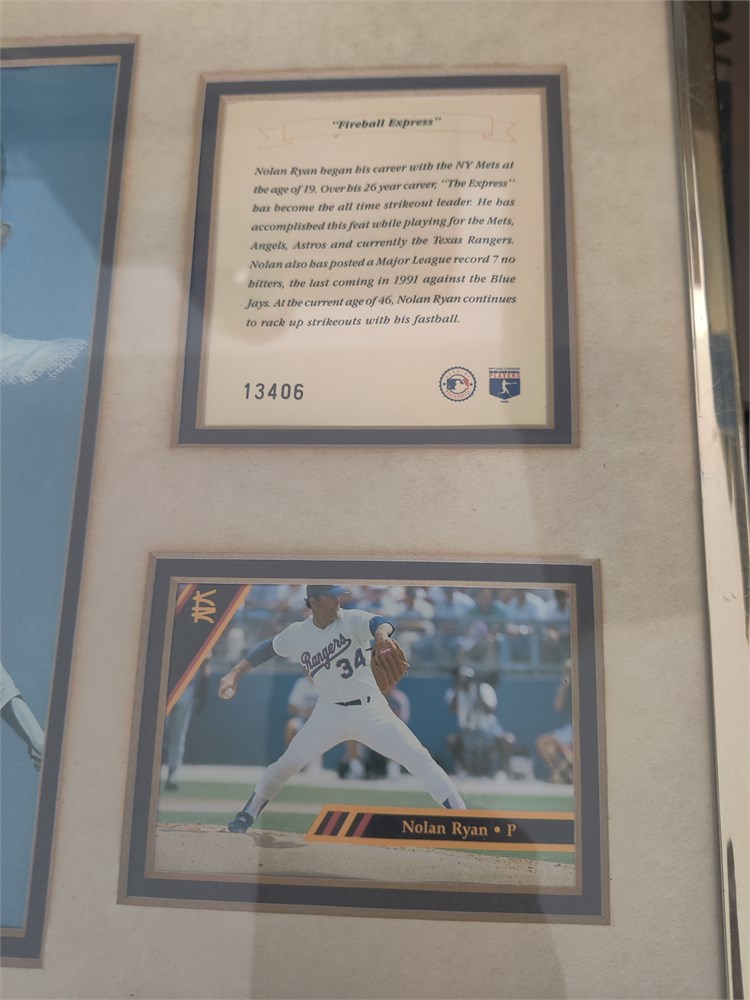 "Fireball Express"
Nolan Ryan began his career with the NY Mets at
the age of 19. Over his 26 year career, "The Express"
has become the all time strikeout leader. He has
accomplished this feat while playing for the Mets,
Angels, Astros and currently the Texas Rangers.
Nolan also has posted a Major League record 7 no
hitters, the last coming in 1991 against the Blue
Jays. At the current age of 46, Nolan Ryan continues
to rack up strikeouts with his fastball.
13406
PLAYERS
Rangers
34
Nolan Ryan • P